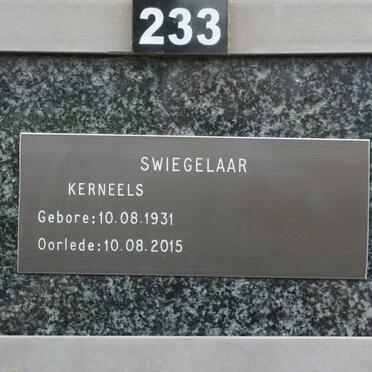 233
SWIEGELAAR
KERNEELS
Gebore:10.08.1931
Oorlede:10.08.2015